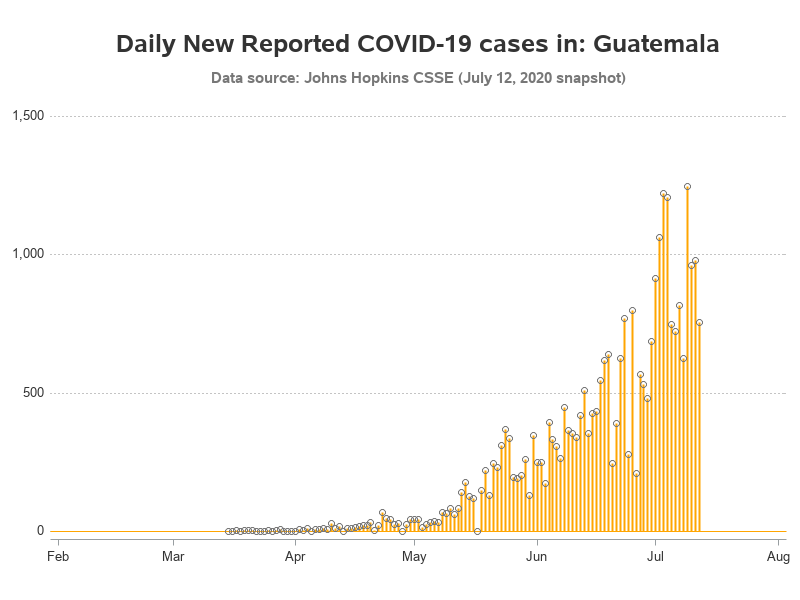 Daily New Reported COVID-19 cases in: Guatemala
Data source: Johns Hopkins CSSE (July 12, 2020 snapshot)
1,500
1,000
500
0
Feb Mar Apr May Jun Jul Aug